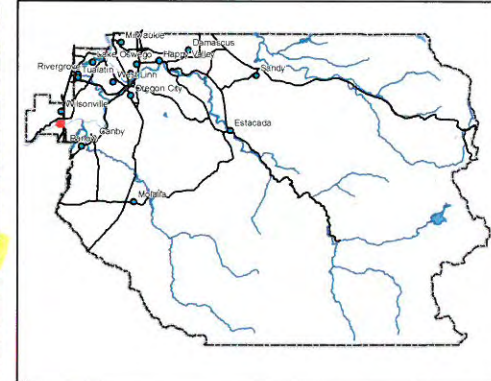 Milwaukie
Damascus
Lake Oswego
Happy Valley
Rivergrove
Tualatin
West Linn
Sandy
Oregon City
Wilsonville
Estacada
Canby
Barlow
Molalla